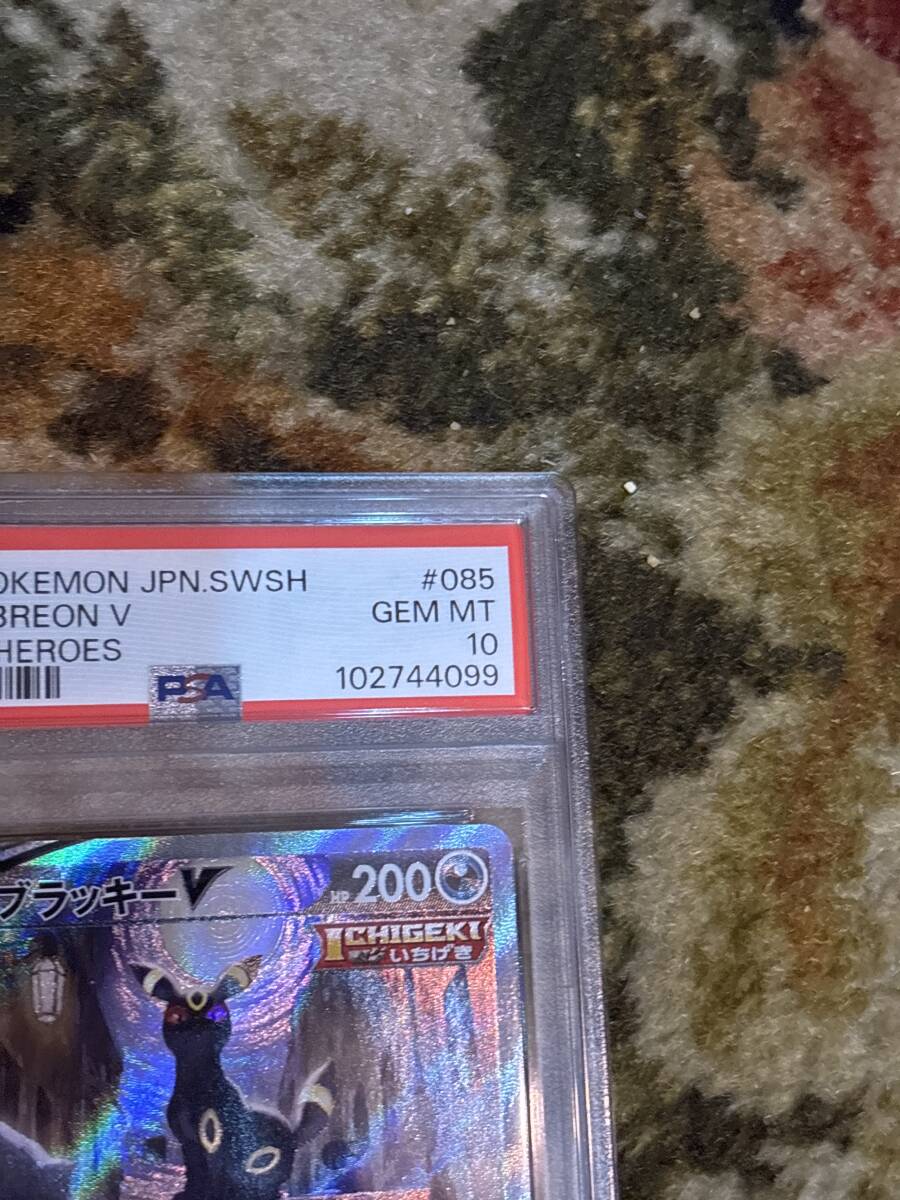 OKEMON JPN.SWSH #085
BREON V GEM MT
HEROES 10
PSA 102744099
ブラッキーV HP 200
ICHIGEKI
いちげき